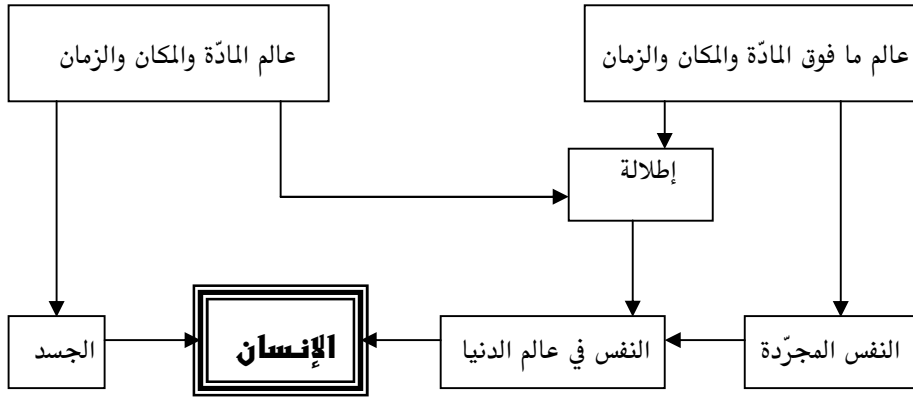 عالم ما فوق المادّة والمكان والزمان
عالم المادّة والمكان والزمان
إطلالة
النفس المجرّدة
النفس في عالم الدنيا
الإنسان
الجسد